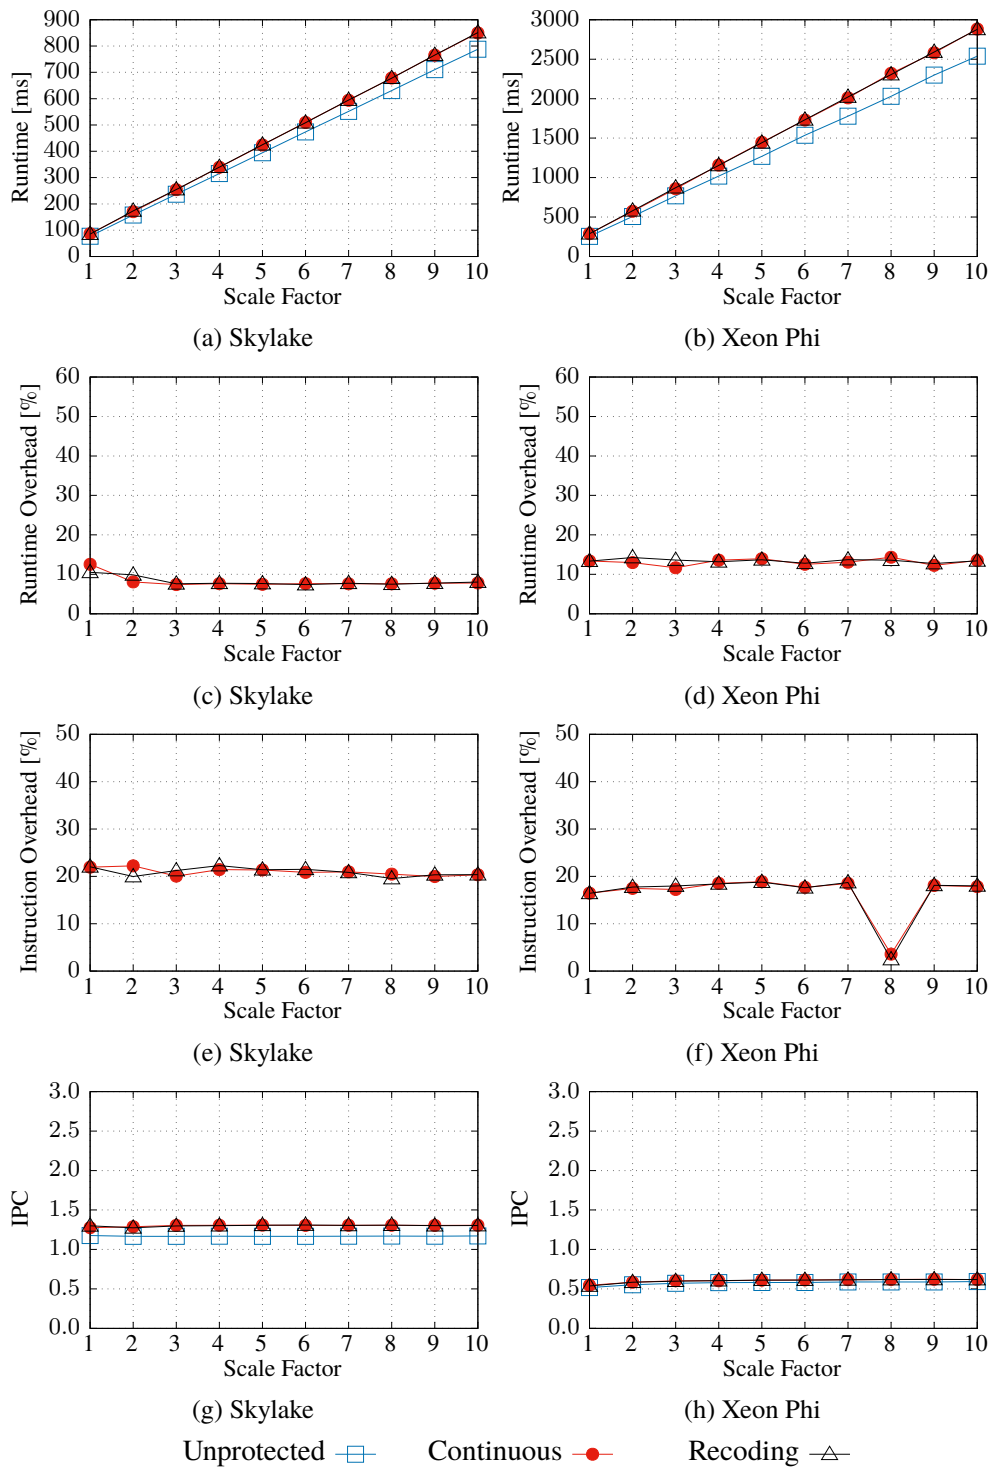 Runtime [ms]
900
800
700
600
500
400
300
200
100
0
1 2 3 4 5 6 7 8 9 10
Scale Factor
(a) Skylake
Runtime [ms]
3000
2500
2000
1500
1000
500
0
1 2 3 4 5 6 7 8 9 10
Scale Factor
(b) Xeon Phi
Runtime Overhead [%]
60
50
40
30
20
10
0
1 2 3 4 5 6 7 8 9 10
Scale Factor
(c) Skylake
Runtime Overhead [%]
60
50
40
30
20
10
0
1 2 3 4 5 6 7 8 9 10
Scale Factor
(d) Xeon Phi
Instruction Overhead [%]
50
40
30
20
10
0
1 2 3 4 5 6 7 8 9 10
Scale Factor
(e) Skylake
Instruction Overhead [%]
50
40
30
20
10
0
1 2 3 4 5 6 7 8 9 10
Scale Factor
(f) Xeon Phi
IPC
3.0
2.5
2.0
1.5
1.0
0.5
0.0
1 2 3 4 5 6 7 8 9 10
Scale Factor
(g) Skylake
IPC
3.0
2.5
2.0
1.5
1.0
0.5
0.0
1 2 3 4 5 6 7 8 9 10
Scale Factor
(h) Xeon Phi
Unprotected Continuous Recoding